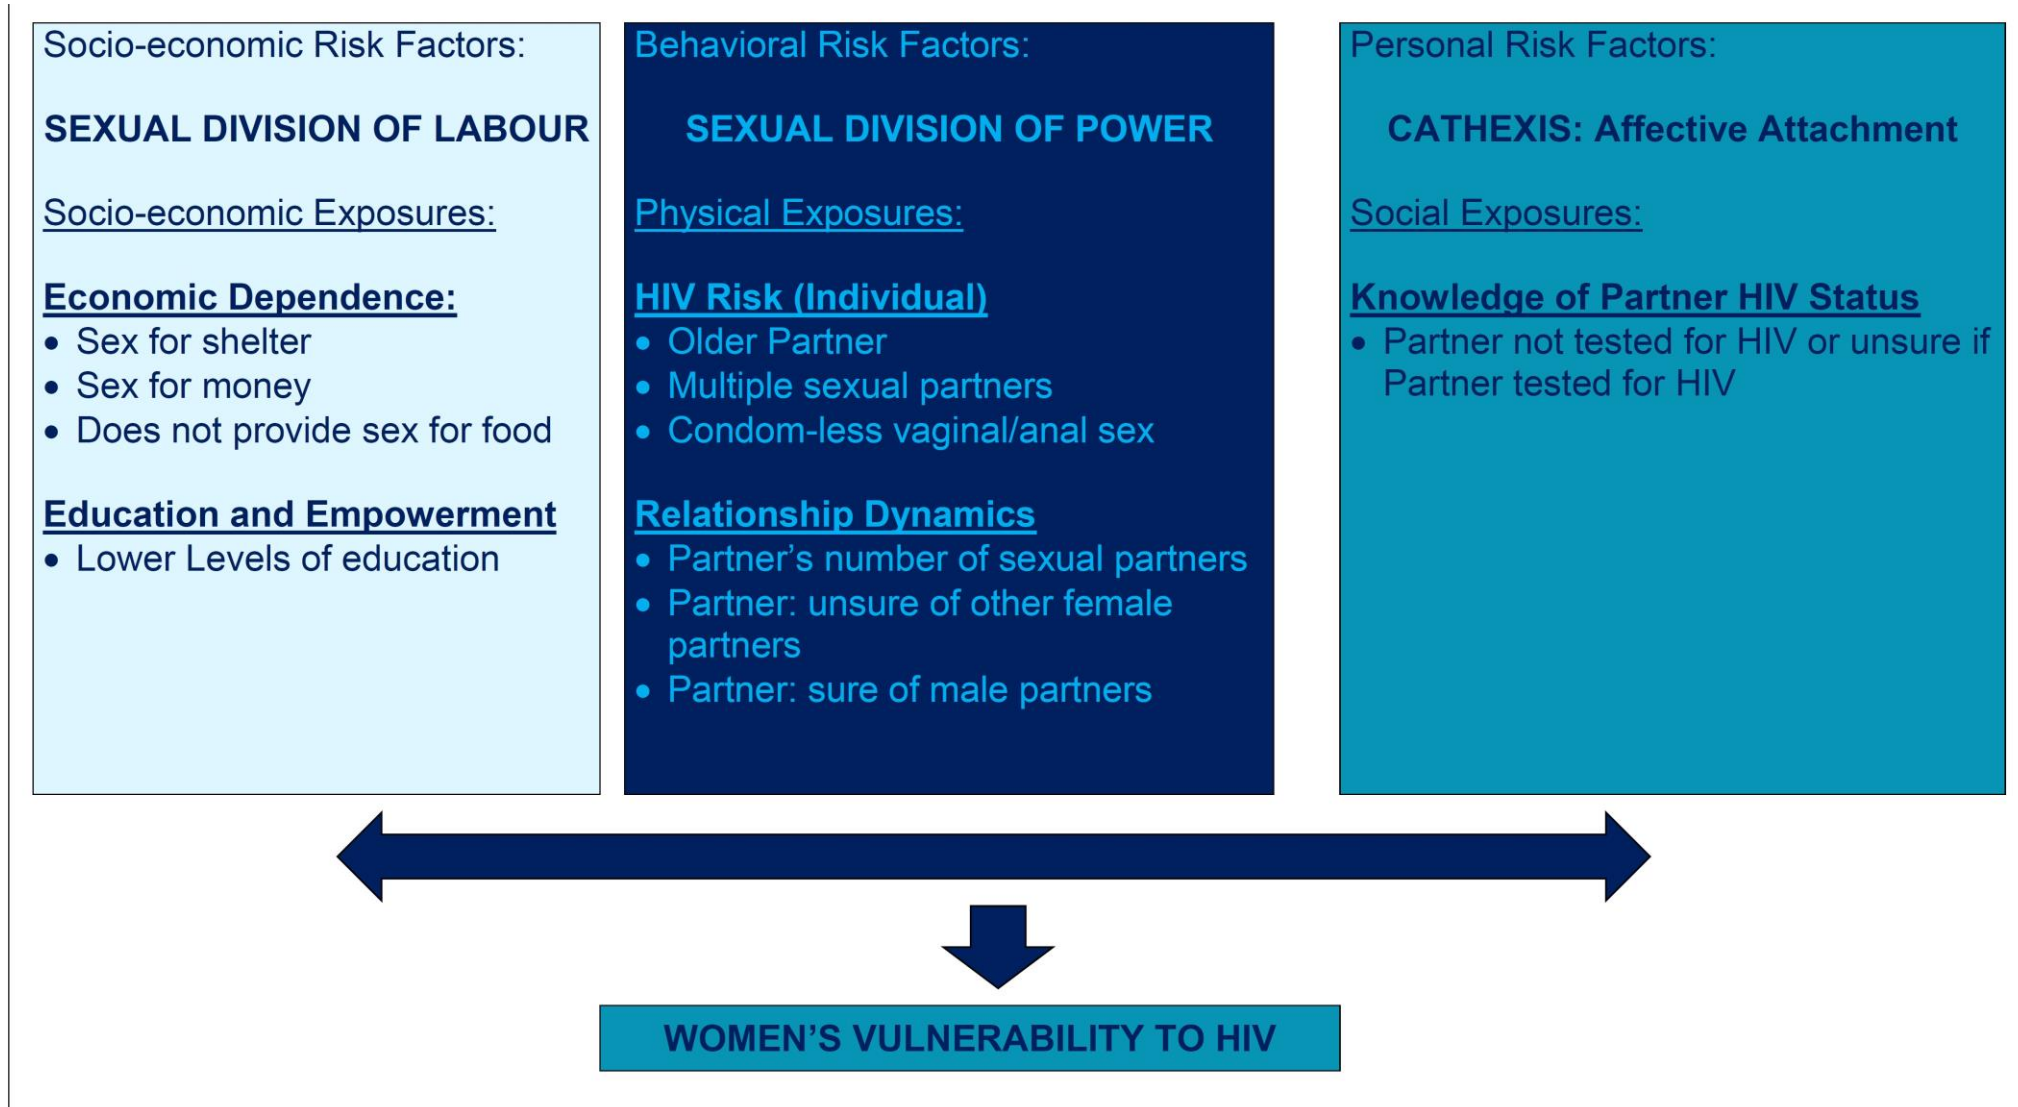 Socio-economic Risk Factors:
SEXUAL DIVISION OF LABOUR
Socio-economic Exposures:
Economic Dependence:
• Sex for shelter
• Sex for money
• Does not provide sex for food
Education and Empowerment
• Lower Levels of education
Behavioral Risk Factors:
SEXUAL DIVISION OF POWER
Physical Exposures:
HIV Risk (Individual)
• Older Partner
• Multiple sexual partners
• Condom-less vaginal/anal sex
Relationship Dynamics
• Partner’s number of sexual partners
• Partner: unsure of other female
partners
• Partner: sure of male partners
Personal Risk Factors:
CATHEXIS: Affective Attachment
Social Exposures:
Knowledge of Partner HIV Status
• Partner not tested for HIV or unsure if
Partner tested for HIV
WOMEN’S VULNERABILITY TO HIV